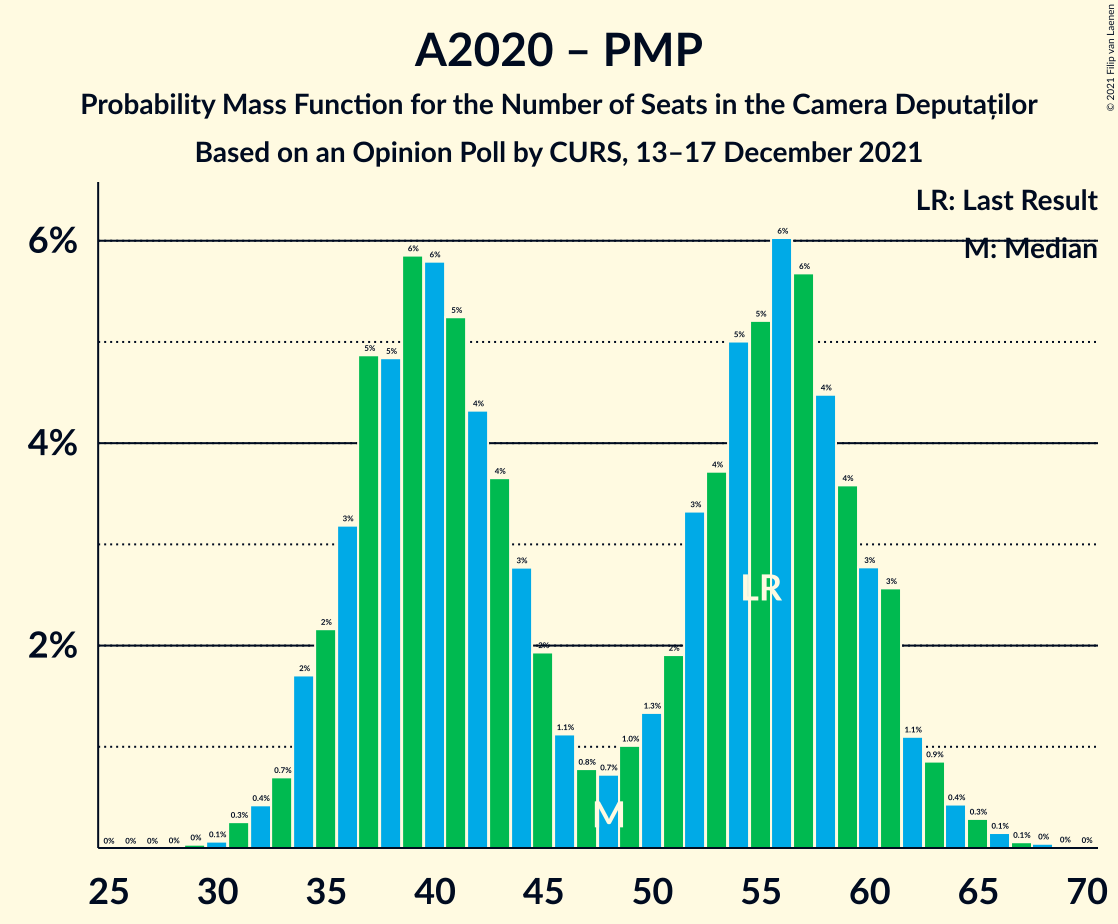 © 2021 Filip van Laenen
A2020 – PMP
Probability Mass Function for the Number of Seats in the Camera Deputaților
Based on an Opinion Poll by CURS, 13–17 December 2021
LR: Last Result
M: Median
6%
4%
2%
0% 0% 0% 0% 0% 0.1% 0.3% 0.4% 0.7% 2% 2% 3% 5% 5% 6% 6% 5% 4% 4% 3% 2% 1.1% 0.8% 0.7% 1.0% 1.3% 2% 3% 4% 5% 5% 6% 6% 4% 4% 3% 3% 1.1% 0.9% 0.4% 0.3% 0.1% 0.1% 0% 0% 0%
LR
M
25 30 35 40 45 50 55 60 65 70